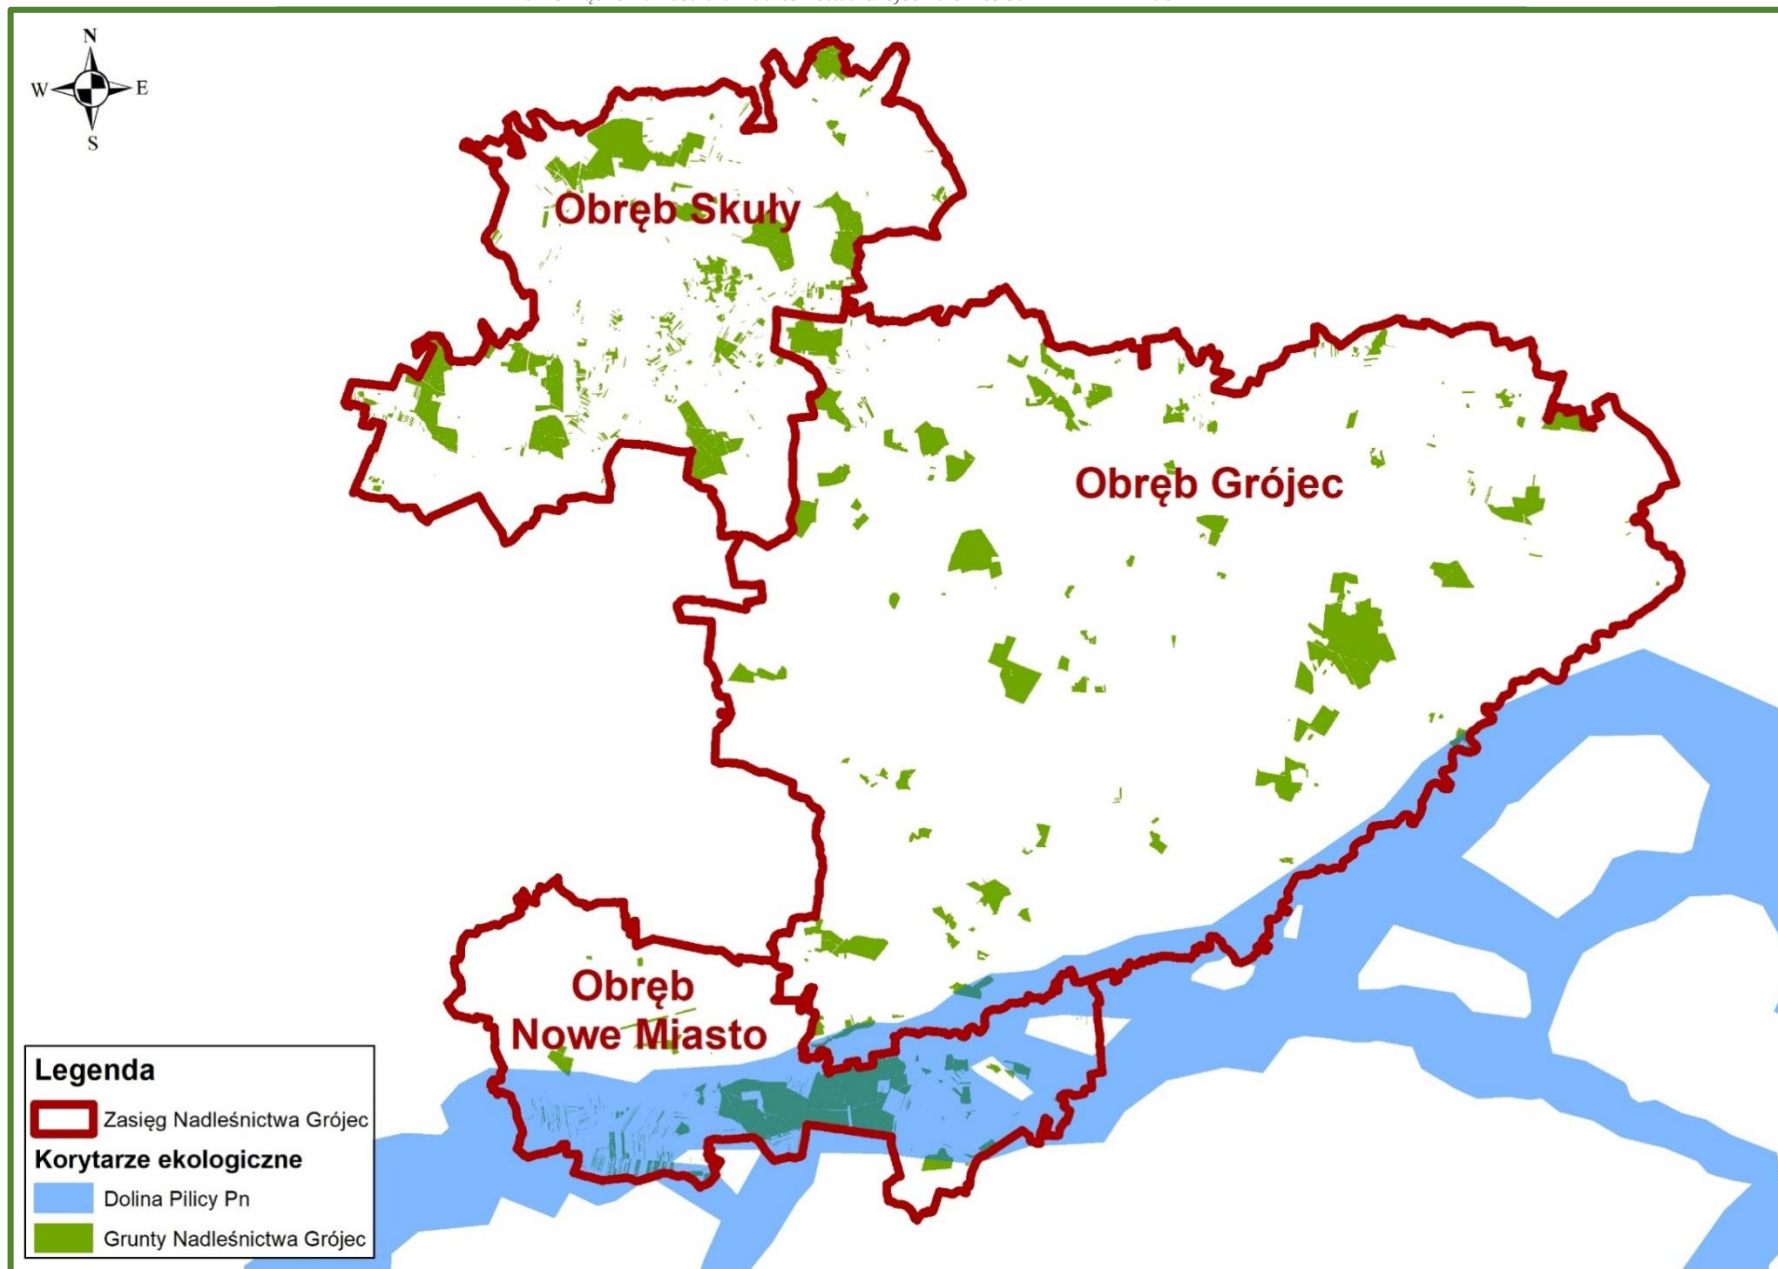 N
W E
S
Obręb Skuły
Obręb Grójec
Obręb
Nowe Miasto
Legenda
Zasięg Nadleśnictwa Grójec
Korytarze ekologiczne
Dolina Pilicy Pn
Grunty Nadleśnictwa Grójec